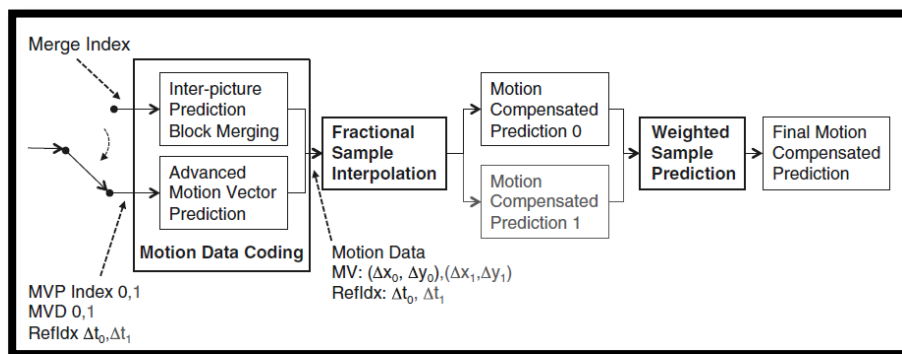 Merge Index
Inter-picture
Prediction
Block Merging
Advanced
Motion Vector
Prediction
Motion Data Coding
MVP Index 0,1
MVD 0,1
RefIdx Δt₀,Δt₁
Fractional
Sample
Interpolation
Motion Data
MV: (Δx₀, Δy₀),(Δx₁,Δy₁)
RefIdx: Δt₀, Δt₁
Motion
Compensated
Prediction 0
Motion
Compensated
Prediction 1
Weighted
Sample
Prediction
Final Motion
Compensated
Prediction